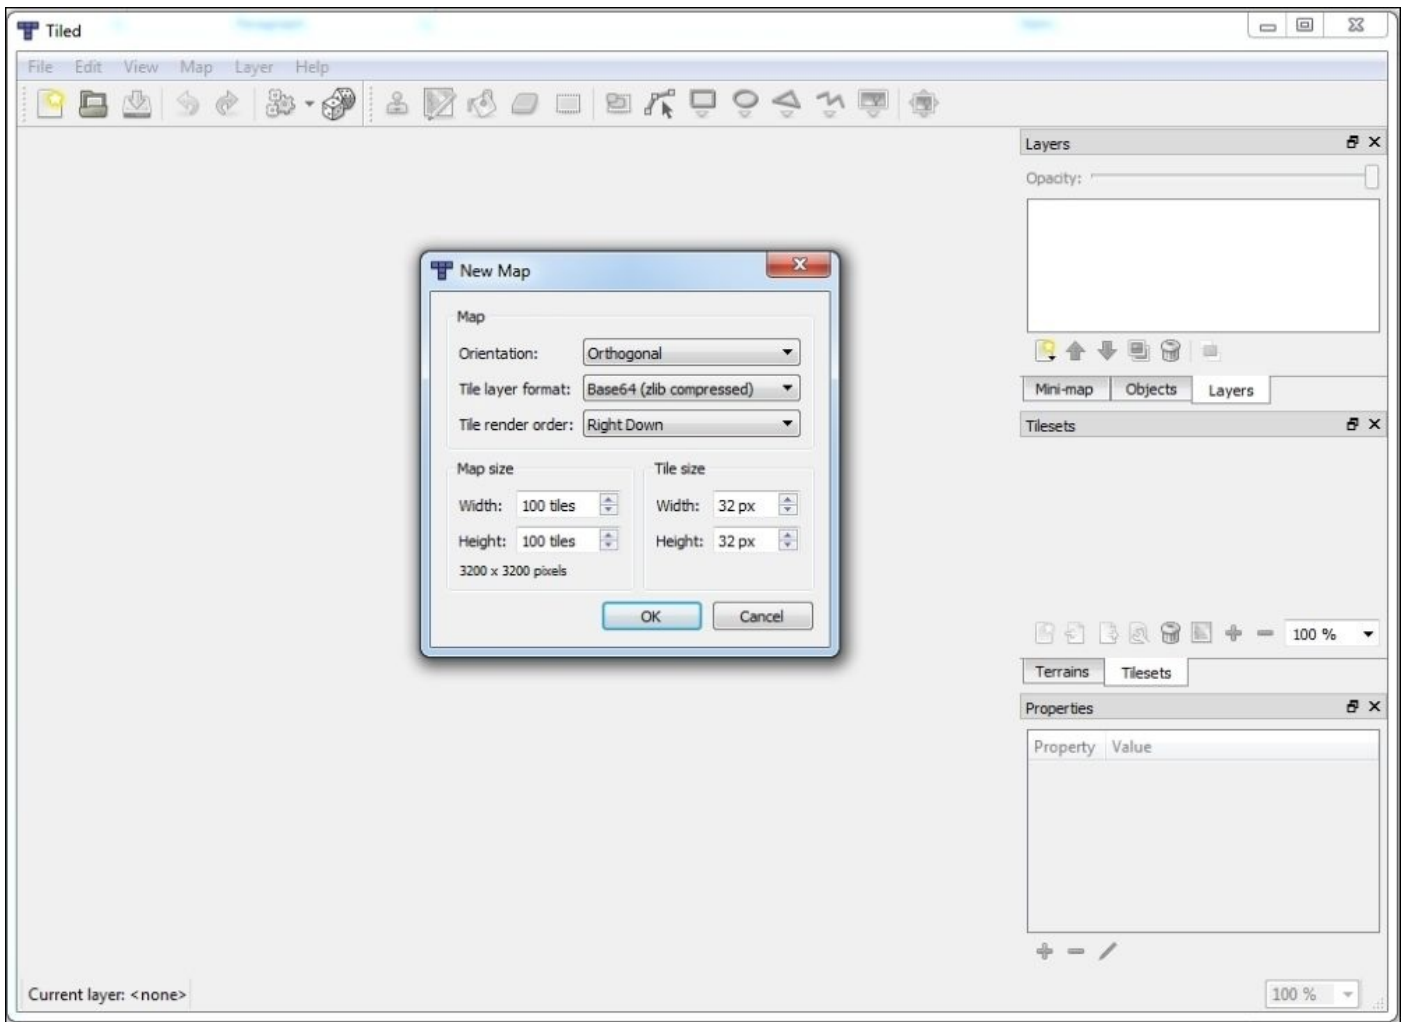 Tiled
File Edit View Map Layer Help
Layers
Opacity:
New Map
Map
Orientation: Orthogonal
Tile layer format: Base64 (zlib compressed)
Tile render order: Right Down
Map size Tile size
Width: 100 tiles Width: 32 px
Height: 100 tiles Height: 32 px
3200 x 3200 pixels
OK Cancel
Mini-map Objects Layers
Tilesets
100 %
Terrains Tilesets
Properties
Property Value
Current layer: <none>
100 %